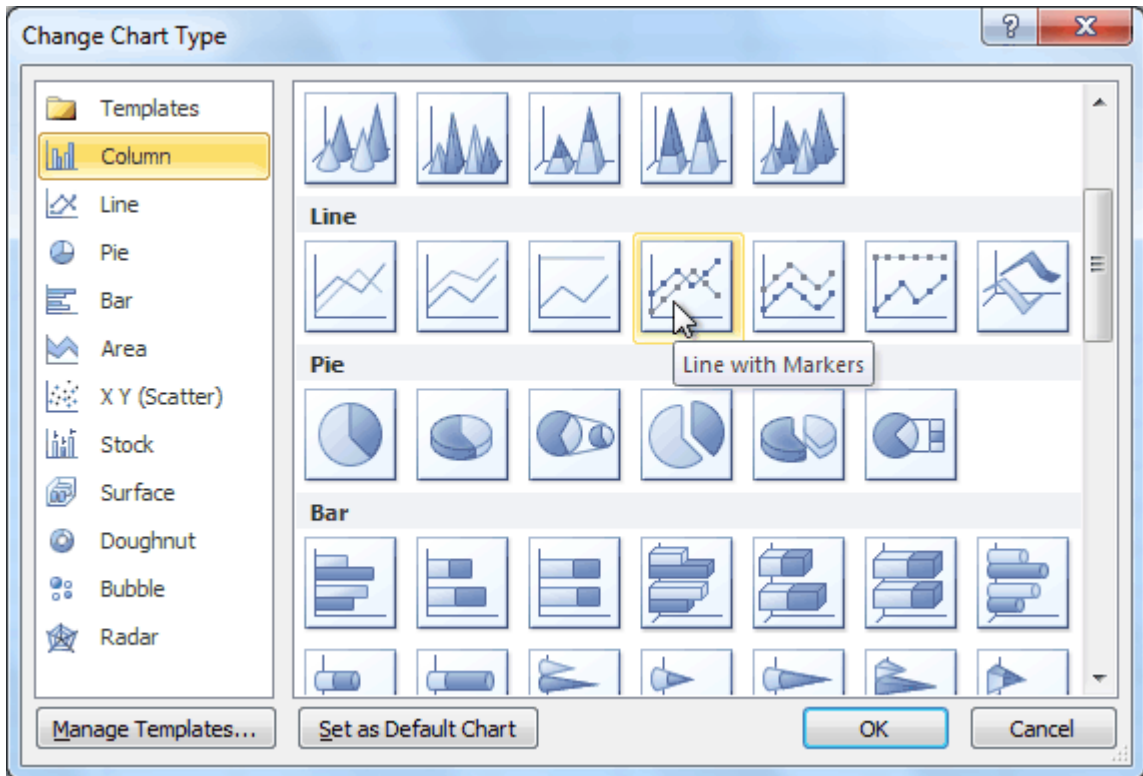 Change Chart Type
Templates
Column
Line
Pie
Bar
Area
X Y (Scatter)
Stock
Surface
Doughnut
Bubble
Radar
Line
Line with Markers
Pie
Bar
Manage Templates...
Set as Default Chart
OK
Cancel